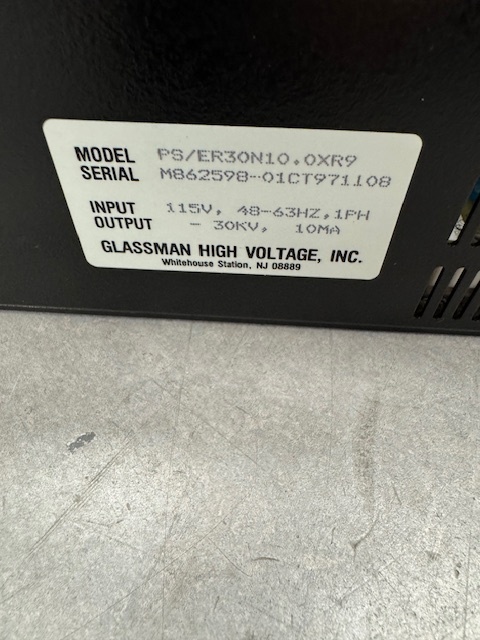 MODEL PS/ER30N10.0XR9
SERIAL M862598-01CT971108
INPUT 115V, 48-63HZ,1PH
OUTPUT - 30KV, 10MA
GLASSMAN HIGH VOLTAGE, INC.
Whitehouse Station, NJ 08889